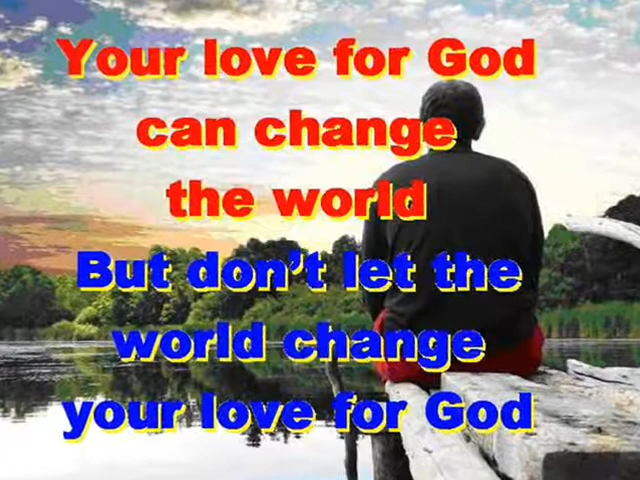 Your love for God
can change
the world
But don't let the
world change
your love for God